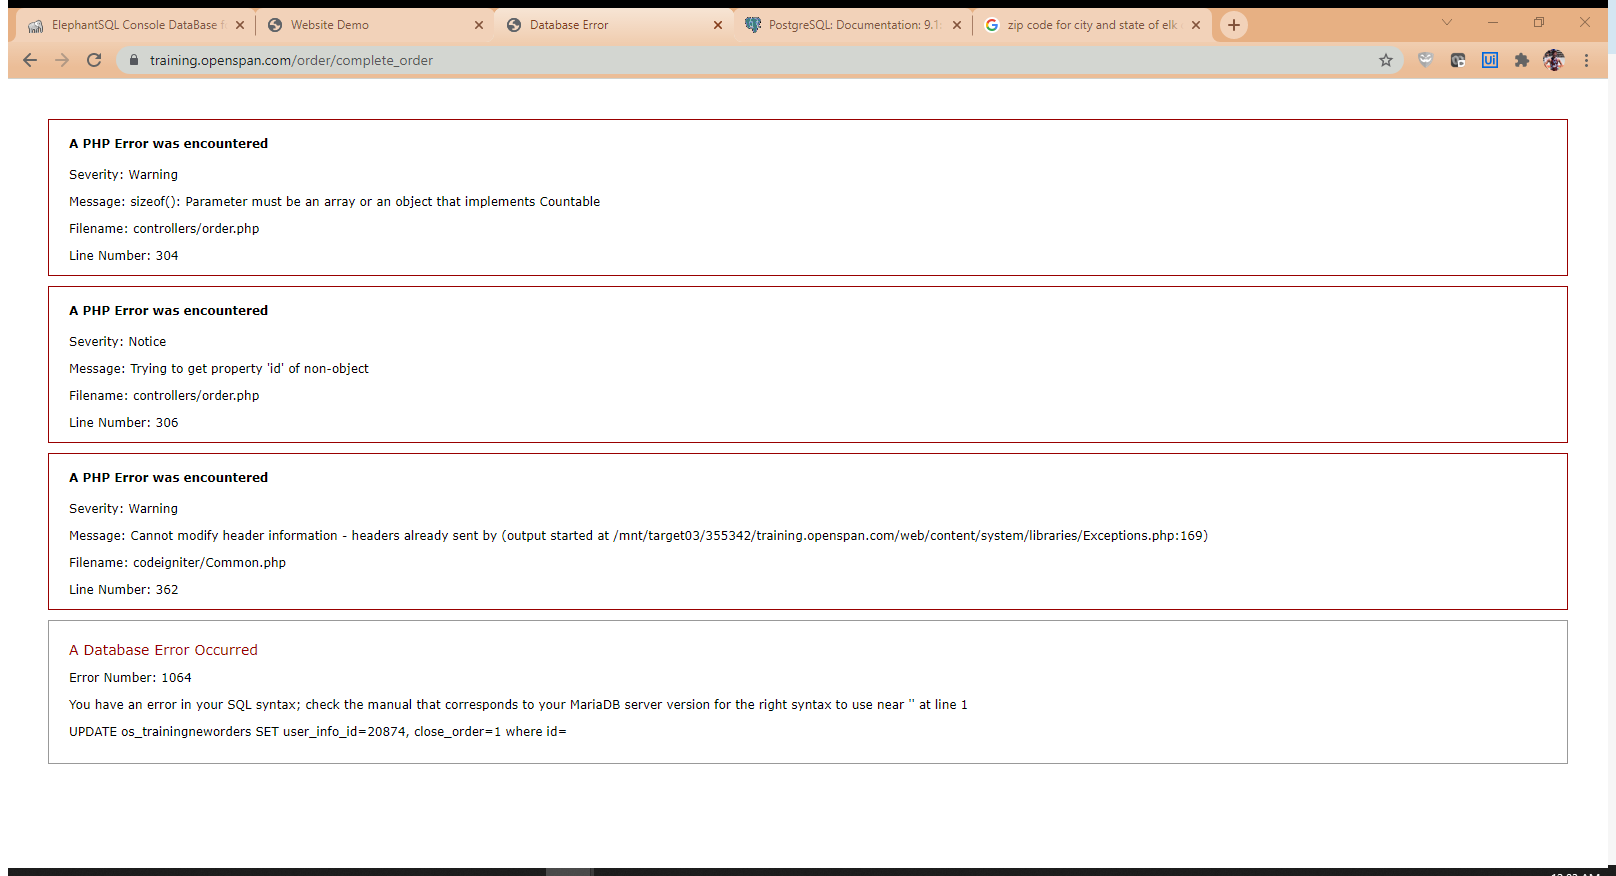 ElephantSQL Console DataBase f
Website Demo
Database Error
PostgreSQL: Documentation: 9.1:
zip code for city and state of elk
training.openspan.com/order/complete_order
Ui
A PHP Error was encountered
Severity: Warning
Message: sizeof(): Parameter must be an array or an object that implements Countable
Filename: controllers/order.php
Line Number: 304
A PHP Error was encountered
Severity: Notice
Message: Trying to get property 'id' of non-object
Filename: controllers/order.php
Line Number: 306
A PHP Error was encountered
Severity: Warning
Message: Cannot modify header information - headers already sent by (output started at /mnt/target03/355342/training.openspan.com/web/content/system/libraries/Exceptions.php:169)
Filename: codeigniter/Common.php
Line Number: 362
A Database Error Occurred
Error Number: 1064
You have an error in your SQL syntax; check the manual that corresponds to your MariaDB server version for the right syntax to use near '' at line 1
UPDATE os_trainingneworders SET user_info_id=20874, close_order=1 where id=